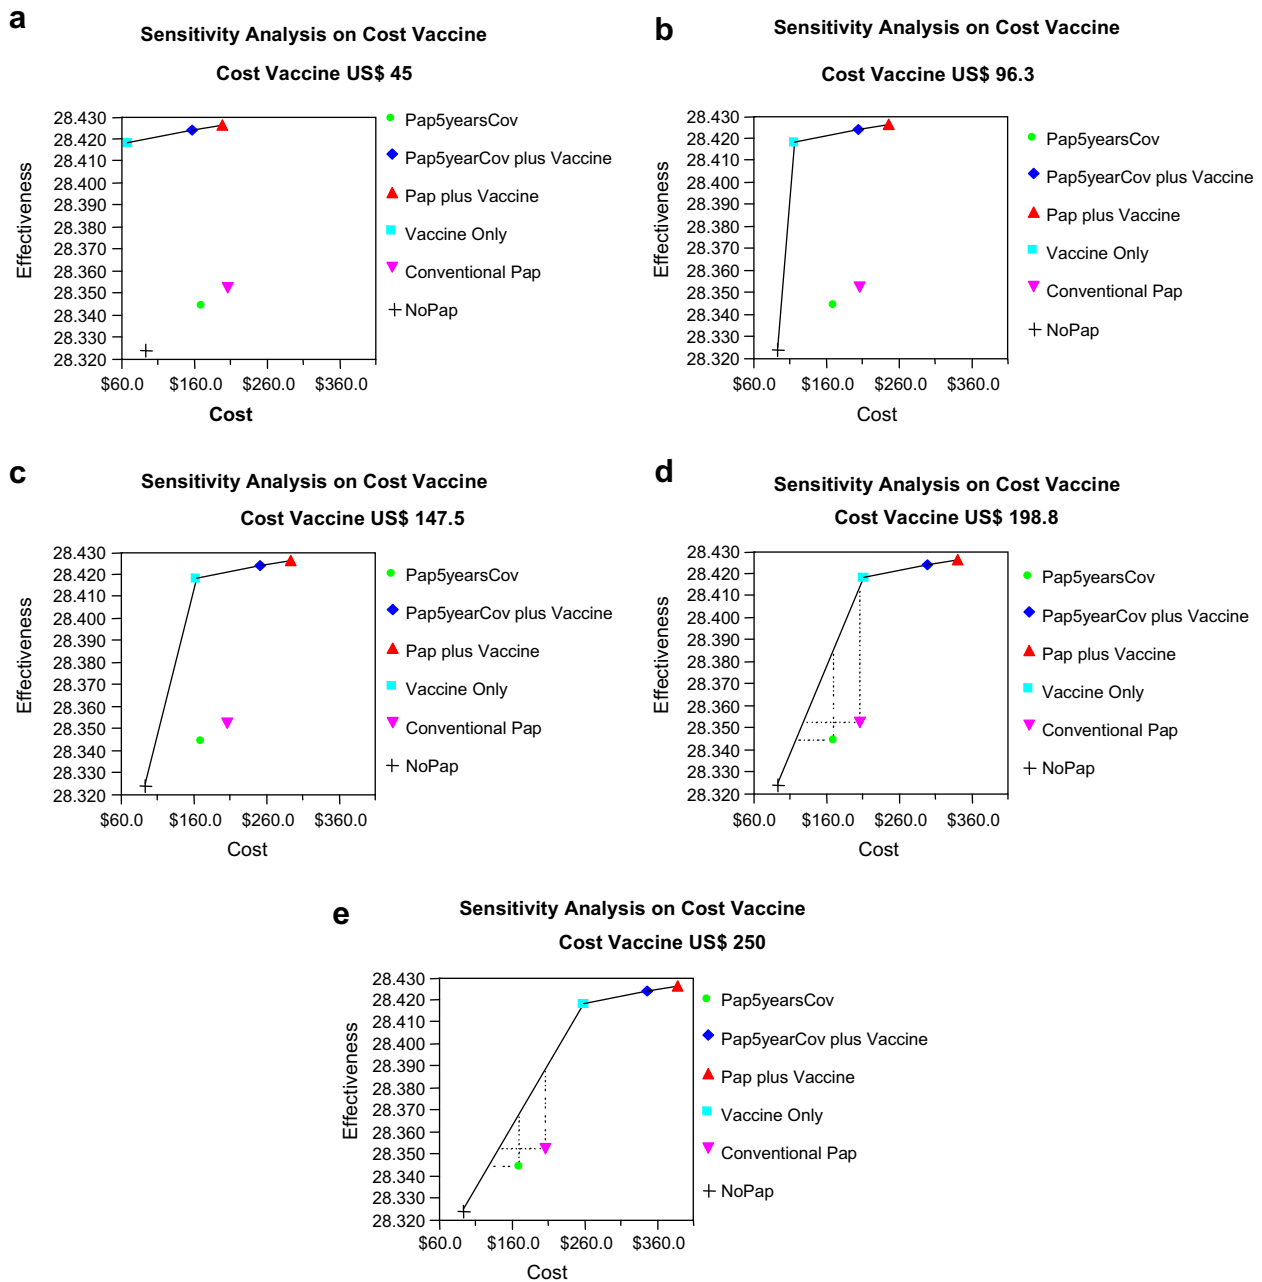 a
Sensitivity Analysis on Cost Vaccine
Cost Vaccine US$ 45
Effectiveness
28.430
28.420
28.410
28.400
28.390
28.380
28.370
28.360
28.350
28.340
28.330
28.320
$60.0 $160.0 $260.0 $360.0
Cost
Pap5yearsCov
Pap5yearCov plus Vaccine
Pap plus Vaccine
Vaccine Only
Conventional Pap
NoPap
b
Sensitivity Analysis on Cost Vaccine
Cost Vaccine US$ 96.3
Effectiveness
28.430
28.420
28.410
28.400
28.390
28.380
28.370
28.360
28.350
28.340
28.330
28.320
$60.0 $160.0 $260.0 $360.0
Cost
Pap5yearsCov
Pap5yearCov plus Vaccine
Pap plus Vaccine
Vaccine Only
Conventional Pap
NoPap
c
Sensitivity Analysis on Cost Vaccine
Cost Vaccine US$ 147.5
Effectiveness
28.430
28.420
28.410
28.400
28.390
28.380
28.370
28.360
28.350
28.340
28.330
28.320
$60.0 $160.0 $260.0 $360.0
Cost
Pap5yearsCov
Pap5yearCov plus Vaccine
Pap plus Vaccine
Vaccine Only
Conventional Pap
NoPap
d
Sensitivity Analysis on Cost Vaccine
Cost Vaccine US$ 198.8
Effectiveness
28.430
28.420
28.410
28.400
28.390
28.380
28.370
28.360
28.350
28.340
28.330
28.320
$60.0 $160.0 $260.0 $360.0
Cost
Pap5yearsCov
Pap5yearCov plus Vaccine
Pap plus Vaccine
Vaccine Only
Conventional Pap
NoPap
e
Sensitivity Analysis on Cost Vaccine
Cost Vaccine US$ 250
Effectiveness
28.430
28.420
28.410
28.400
28.390
28.380
28.370
28.360
28.350
28.340
28.330
28.320
$60.0 $160.0 $260.0 $360.0
Cost
Pap5yearsCov
Pap5yearCov plus Vaccine
Pap plus Vaccine
Vaccine Only
Conventional Pap
NoPap